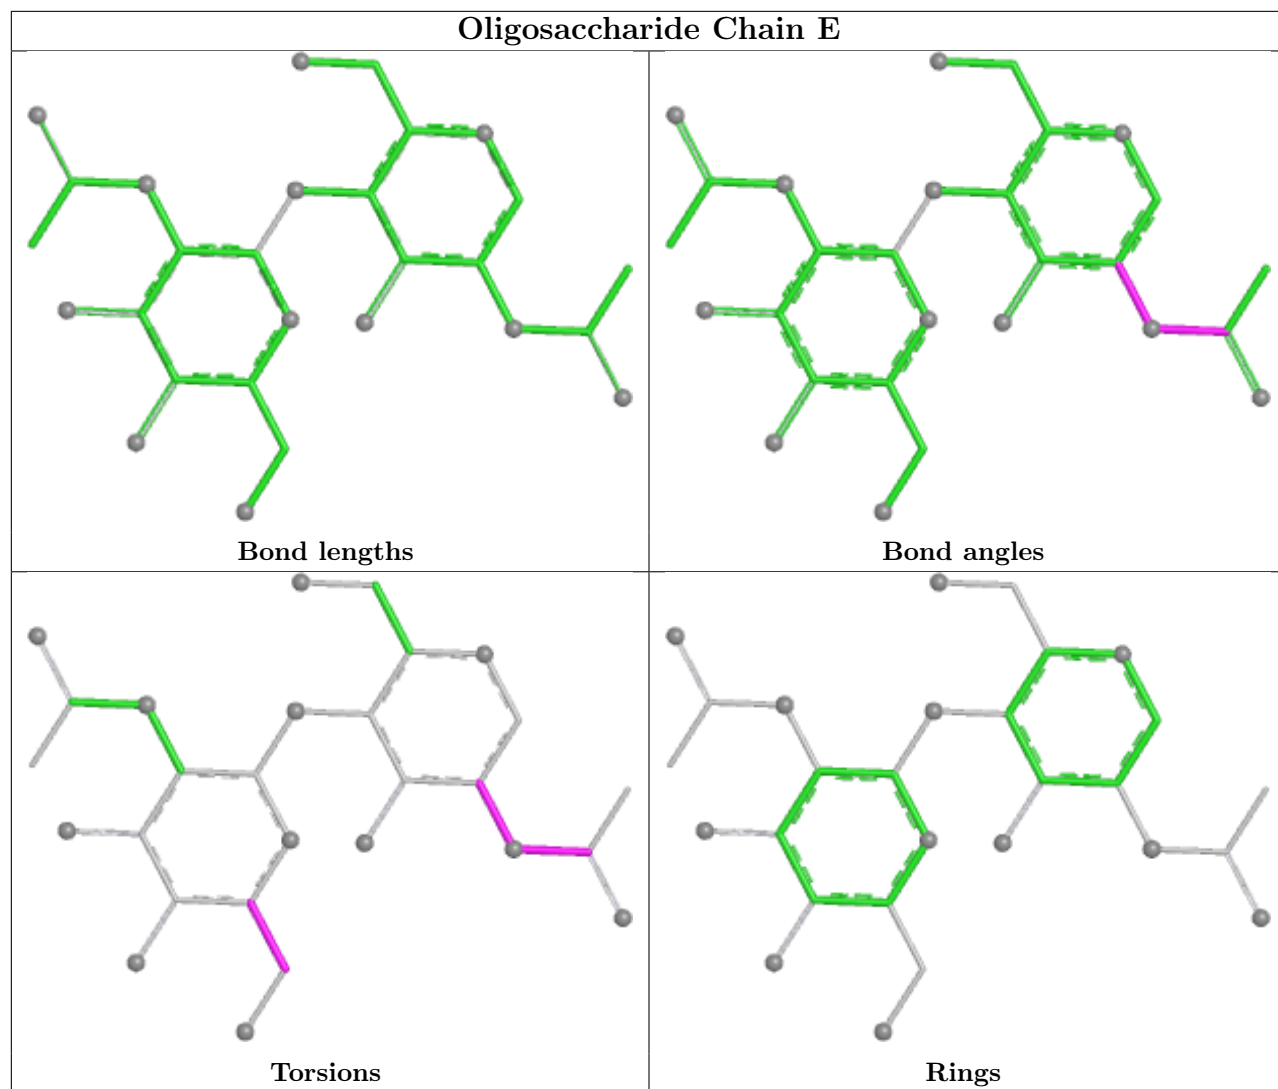 Oligosaccharide Chain E
Bond lengths
Bond angles
Torsions
Rings